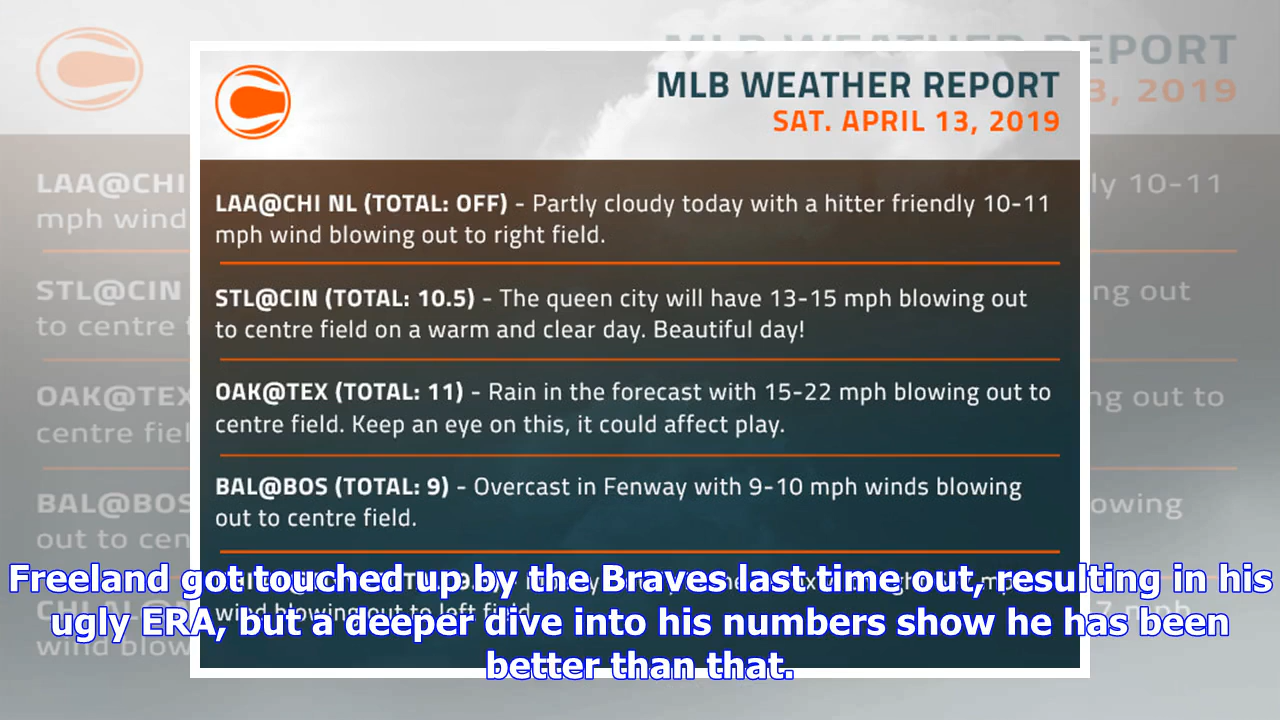 MLB WEATHER REPORT
SAT. APRIL 13, 2019
LAA@CHI NL (TOTAL: OFF) - Partly cloudy today with a hitter friendly 10-11
mph wind blowing out to right field.
STL@CIN (TOTAL: 10.5) - The queen city will have 13-15 mph blowing out
to centre field on a warm and clear day. Beautiful day!
OAK@TEX (TOTAL: 11) - Rain in the forecast with 15-22 mph blowing out to
centre field. Keep an eye on this, it could affect play.
BAL@BOS (TOTAL: 9) - Overcast in Fenway with 9-10 mph winds blowing
out to centre field.
wind blowing out to left field.
Freeland got touched up by the Braves last time out, resulting in his
ugly ERA, but a deeper dive into his numbers show he has been
better than that.